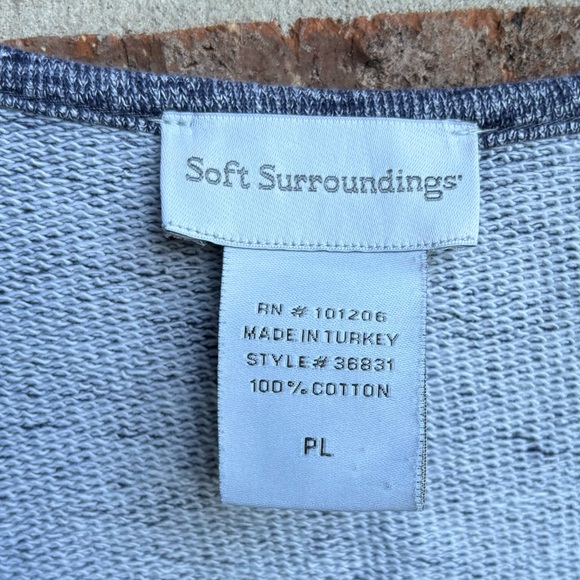 Soft Surroundings
RN # 101206
MADE IN TURKEY
STYLE# 36831
100% COTTON
PL